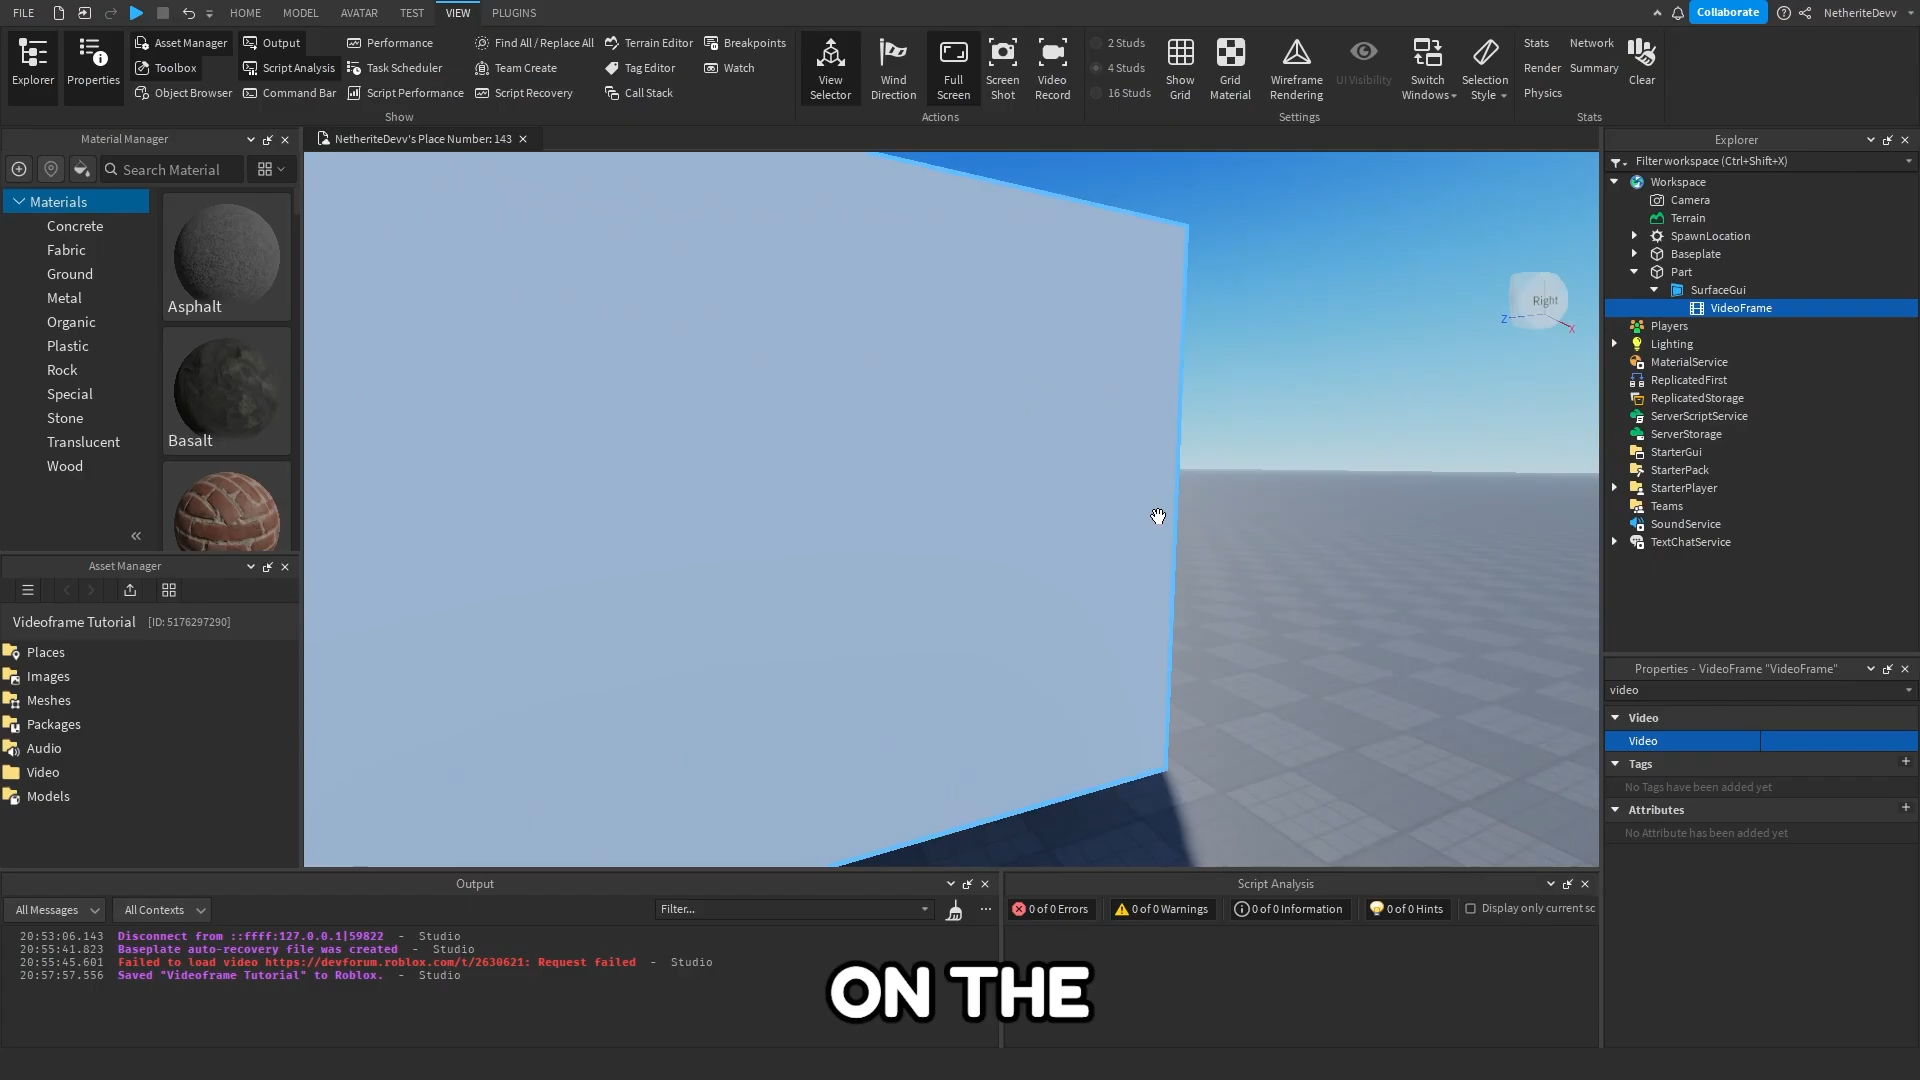 FILE HOME MODEL AVATAR TEST VIEW PLUGINS Collaborate NetheriteDevv
Explorer Properties
Asset Manager Output Performance Find All / Replace All Terrain Editor Breakpoints
Toolbox Script Analysis Task Scheduler Team Create Tag Editor Watch
Object Browser Command Bar Script Performance Script Recovery Call Stack
Show
View Selector Wind Direction Full Screen Screen Shot Video Record
Actions
2 Studs
4 Studs
16 Studs
Show Grid Grid Material Wireframe Rendering UI Visibility Switch Windows Selection Style
Settings
Stats Network
Render Summary
Physics
Clear
Stats
Material Manager
Search Material
Materials
Concrete
Fabric
Ground
Metal
Organic
Plastic
Rock
Special
Stone
Translucent
Wood
Asphalt
Basalt
«
Asset Manager
Videoframe Tutorial [ID: 5176297290]
Places
Images
Meshes
Packages
Audio
Video
Models
NetheriteDevv's Place Number: 143
Right
Z
X
Explorer
Filter workspace (Ctrl+Shift+X)
Workspace
Camera
Terrain
SpawnLocation
Baseplate
Part
SurfaceGui
VideoFrame
Players
Lighting
MaterialService
ReplicatedFirst
ReplicatedStorage
ServerScriptService
ServerStorage
StarterGui
StarterPack
StarterPlayer
Teams
SoundService
TextChatService
Properties - VideoFrame "VideoFrame"
video
Video
Video
Tags
No Tags have been added yet
Attributes
No Attribute has been added yet
Output
All Messages All Contexts Filter...
20:53:06.143 Disconnect from ::ffff:127.0.0.1|59822 - Studio
20:55:41.823 Baseplate auto-recovery file was created - Studio
20:55:45.601 Failed to load video https://devforum.roblox.com/t/2630621: Request failed - Studio
20:57:57.556 Saved "Videoframe Tutorial" to Roblox. - Studio
Script Analysis
0 of 0 Errors 0 of 0 Warnings 0 of 0 Information 0 of 0 Hints Display only current sc
ON THE